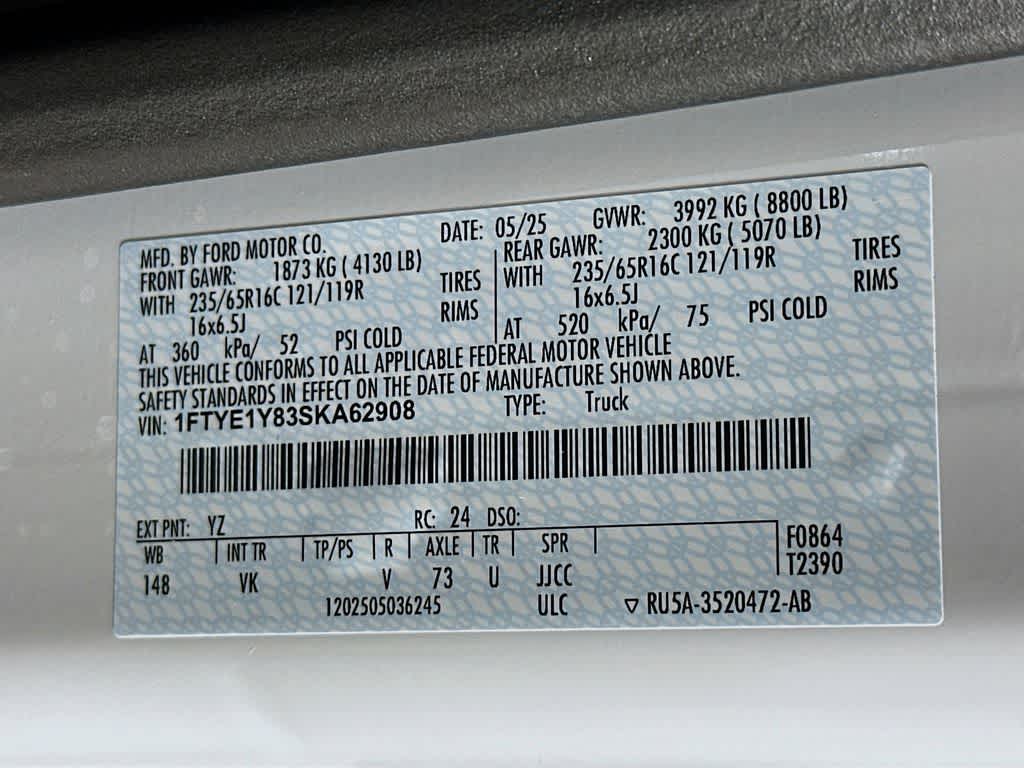 MFD. BY FORD MOTOR CO. DATE: 05/25 GVWR: 3992 KG ( 8800 LB)
FRONT GAWR: 1873 KG ( 4130 LB) REAR GAWR: 2300 KG ( 5070 LB)
WITH 235/65R16C 121/119R TIRES WITH 235/65R16C 121/119R TIRES
16x6.5J RIMS 16x6.5J RIMS
AT 360 kPa/ 52 PSI COLD AT 520 kPa/ 75 PSI COLD
THIS VEHICLE CONFORMS TO ALL APPLICABLE FEDERAL MOTOR VEHICLE
SAFETY STANDARDS IN EFFECT ON THE DATE OF MANUFACTURE SHOWN ABOVE.
VIN: 1FTYE1Y83SKA62908 TYPE: Truck
EXT PNT: YZ RC: 24 DSO:
WB INT TR TP/PS R AXLE TR SPR F0864
148 VK V 73 U JJCC T2390
1202505036245 ULC ▽ RU5A-3520472-AB